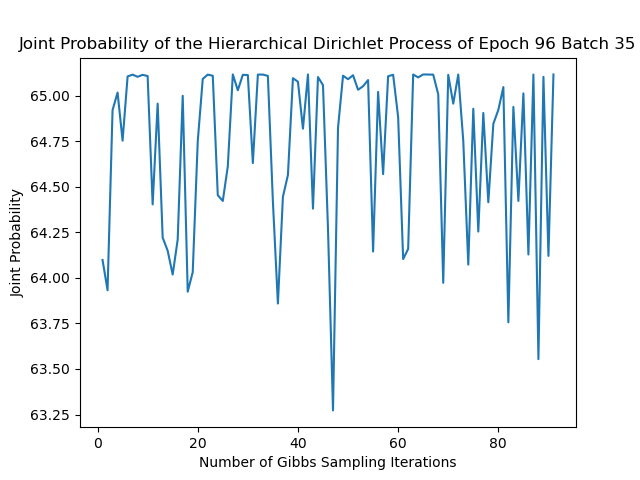 Joint Probability of the Hierarchical Dirichlet Process of Epoch 96 Batch 35
65.00
64.75
64.50
64.25
64.00
63.75
63.50
63.25
Joint Probability
0 20 40 60 80
Number of Gibbs Sampling Iterations